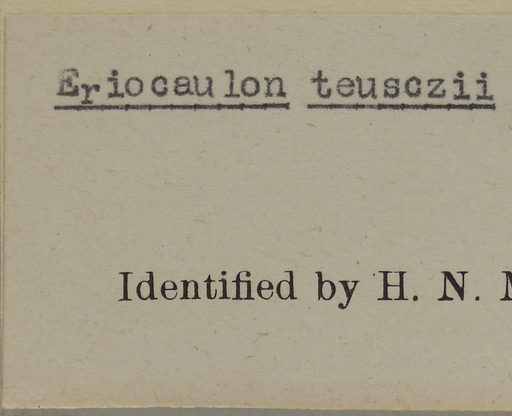 Eriocaulon teusczii
Identified by H. N.